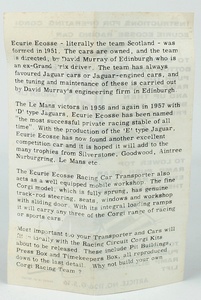 Ecurie Ecosse - literally the team Scotland - was
formed in 1951. The cars are owned, and the team
is directed, by David Murray of Edinburgh who is
an ex-Grand Prix driver. The team has always
favoured Jaguar cars or Jaguar-engined cars, and
the tuning and maintenance of these is carried out
by David Murray's engineering firm in Edinburgh
The Le Mans victors in 1956 and again in 1957 with
'D' type Jaguars, Ecurie Ecosse has been named
"the most successful private racing stable of all
time". With the production of the 'E' type Jaguar,
Ecurie Ecosse has now found another excellent
competition car and it is hoped it will add to the
many trophies from Silverstone, Goodwood, Aintree
Nurburgring, Le Mans etc
The Ecurie Ecosse Racing Car Transporter also
acts as a well equipped mobile workshop. The fine
Corgi model, which is fully sprung, has genuine
track-rod steering, seats, windows and workshop
with sliding door. With its integral loading ramps
it will carry any three of the Corgi range of racing
or sports cars.
Most important too your Transporter and Cars will
fit ideally with the Racing Circuit Corgi Kits
about to be released. These include Pit Buildings,
Press Box and Timekeepers Box, all reproduced
down to the last detail. Why not build your own
Corgi Racing Team ?